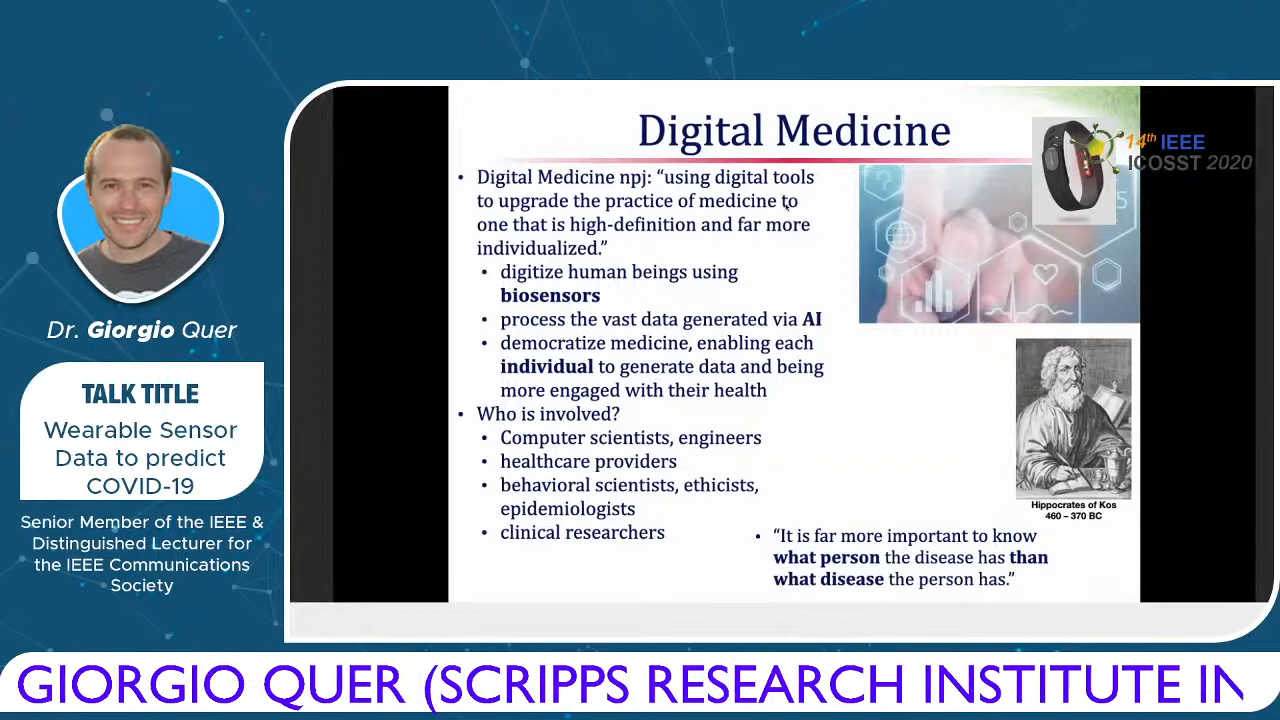 Dr. Giorgio Quer
TALK TITLE
Wearable Sensor
Data to predict
COVID-19
Senior Member of the IEEE &
Distinguished Lecturer for
the IEEE Communications
Society
Digital Medicine
14th IEEE
ICOSST 2020
• Digital Medicine npj: “using digital tools
to upgrade the practice of medicine to
one that is high-definition and far more
individualized.”
• digitize human beings using
biosensors
• process the vast data generated via AI
• democratize medicine, enabling each
individual to generate data and being
more engaged with their health
• Who is involved?
• Computer scientists, engineers
• healthcare providers
• behavioral scientists, ethicists,
epidemiologists
• clinical researchers
Hippocrates of Kos
460 – 370 BC
• “It is far more important to know
what person the disease has than
what disease the person has.”
GIORGIO QUER (SCRIPPS RESEARCH INSTITUTE IN